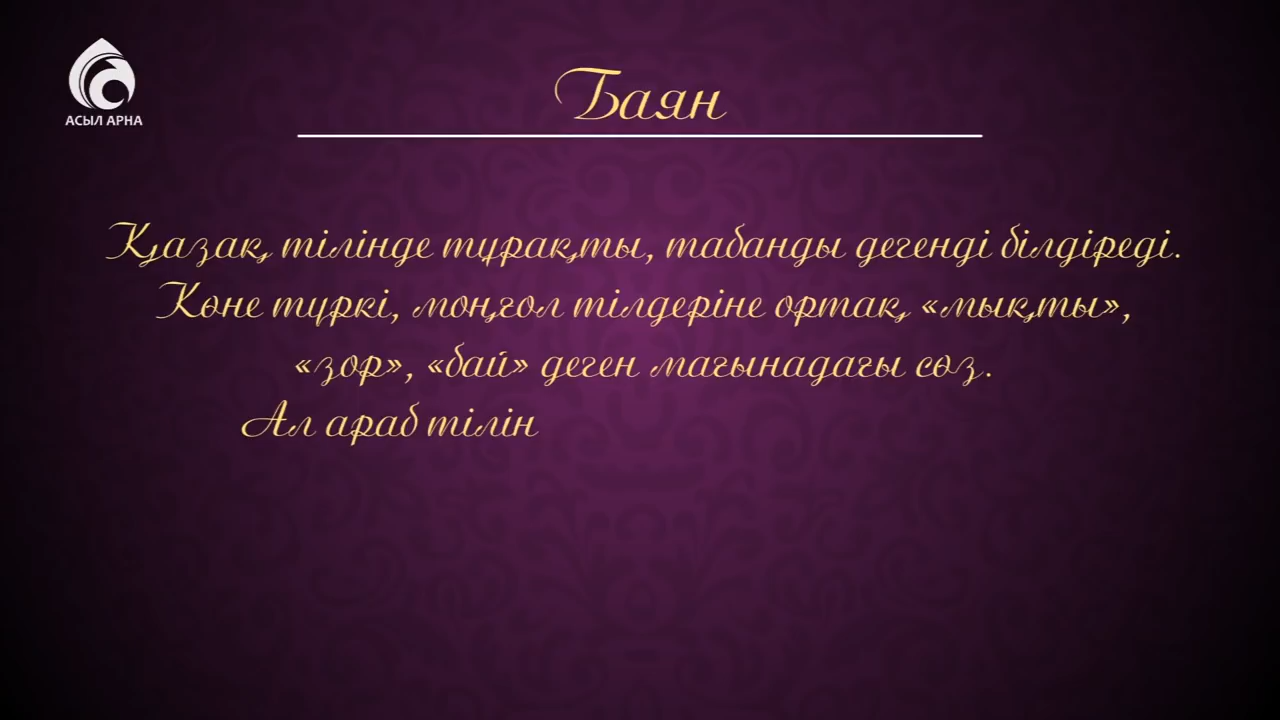 АСЫЛ АРНА
Баян
Қазақ тілінде тұрақты, табанды дегенді білдіреді.
Көне түркі, моңғол тілдеріне ортақ «мықты»,
«зор», «бай» деген мағынадағы сөз.
Ал араб тілін